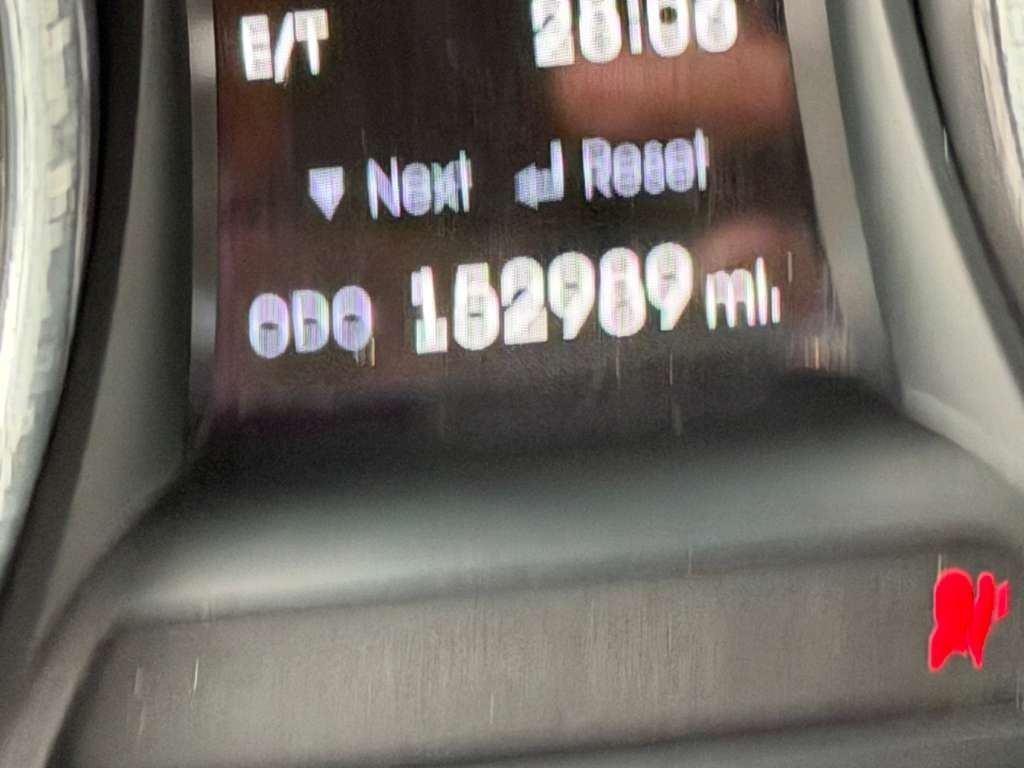 E/T
Next Reset
ODO 152989 mi.